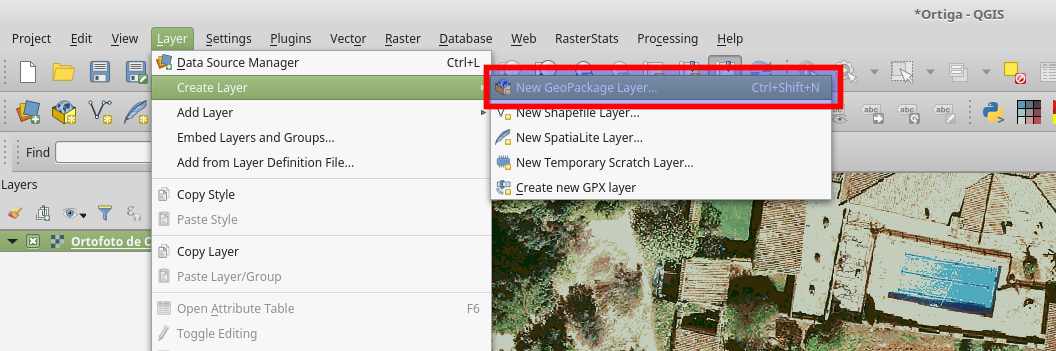 *Ortiga - QGIS
Project Edit View Layer Settings Plugins Vector Raster Database Web RasterStats Processing Help
Data Source Manager Ctrl+L
Create Layer
New GeoPackage Layer... Ctrl+Shift+N
Add Layer
New Shapefile Layer...
Embed Layers and Groups...
New SpatiaLite Layer...
Find
Add from Layer Definition File...
New Temporary Scratch Layer...
Layers
Copy Style
Create new GPX layer
Paste Style
Ortofoto de C
Copy Layer
Paste Layer/Group
Open Attribute Table F6
Toggle Editing